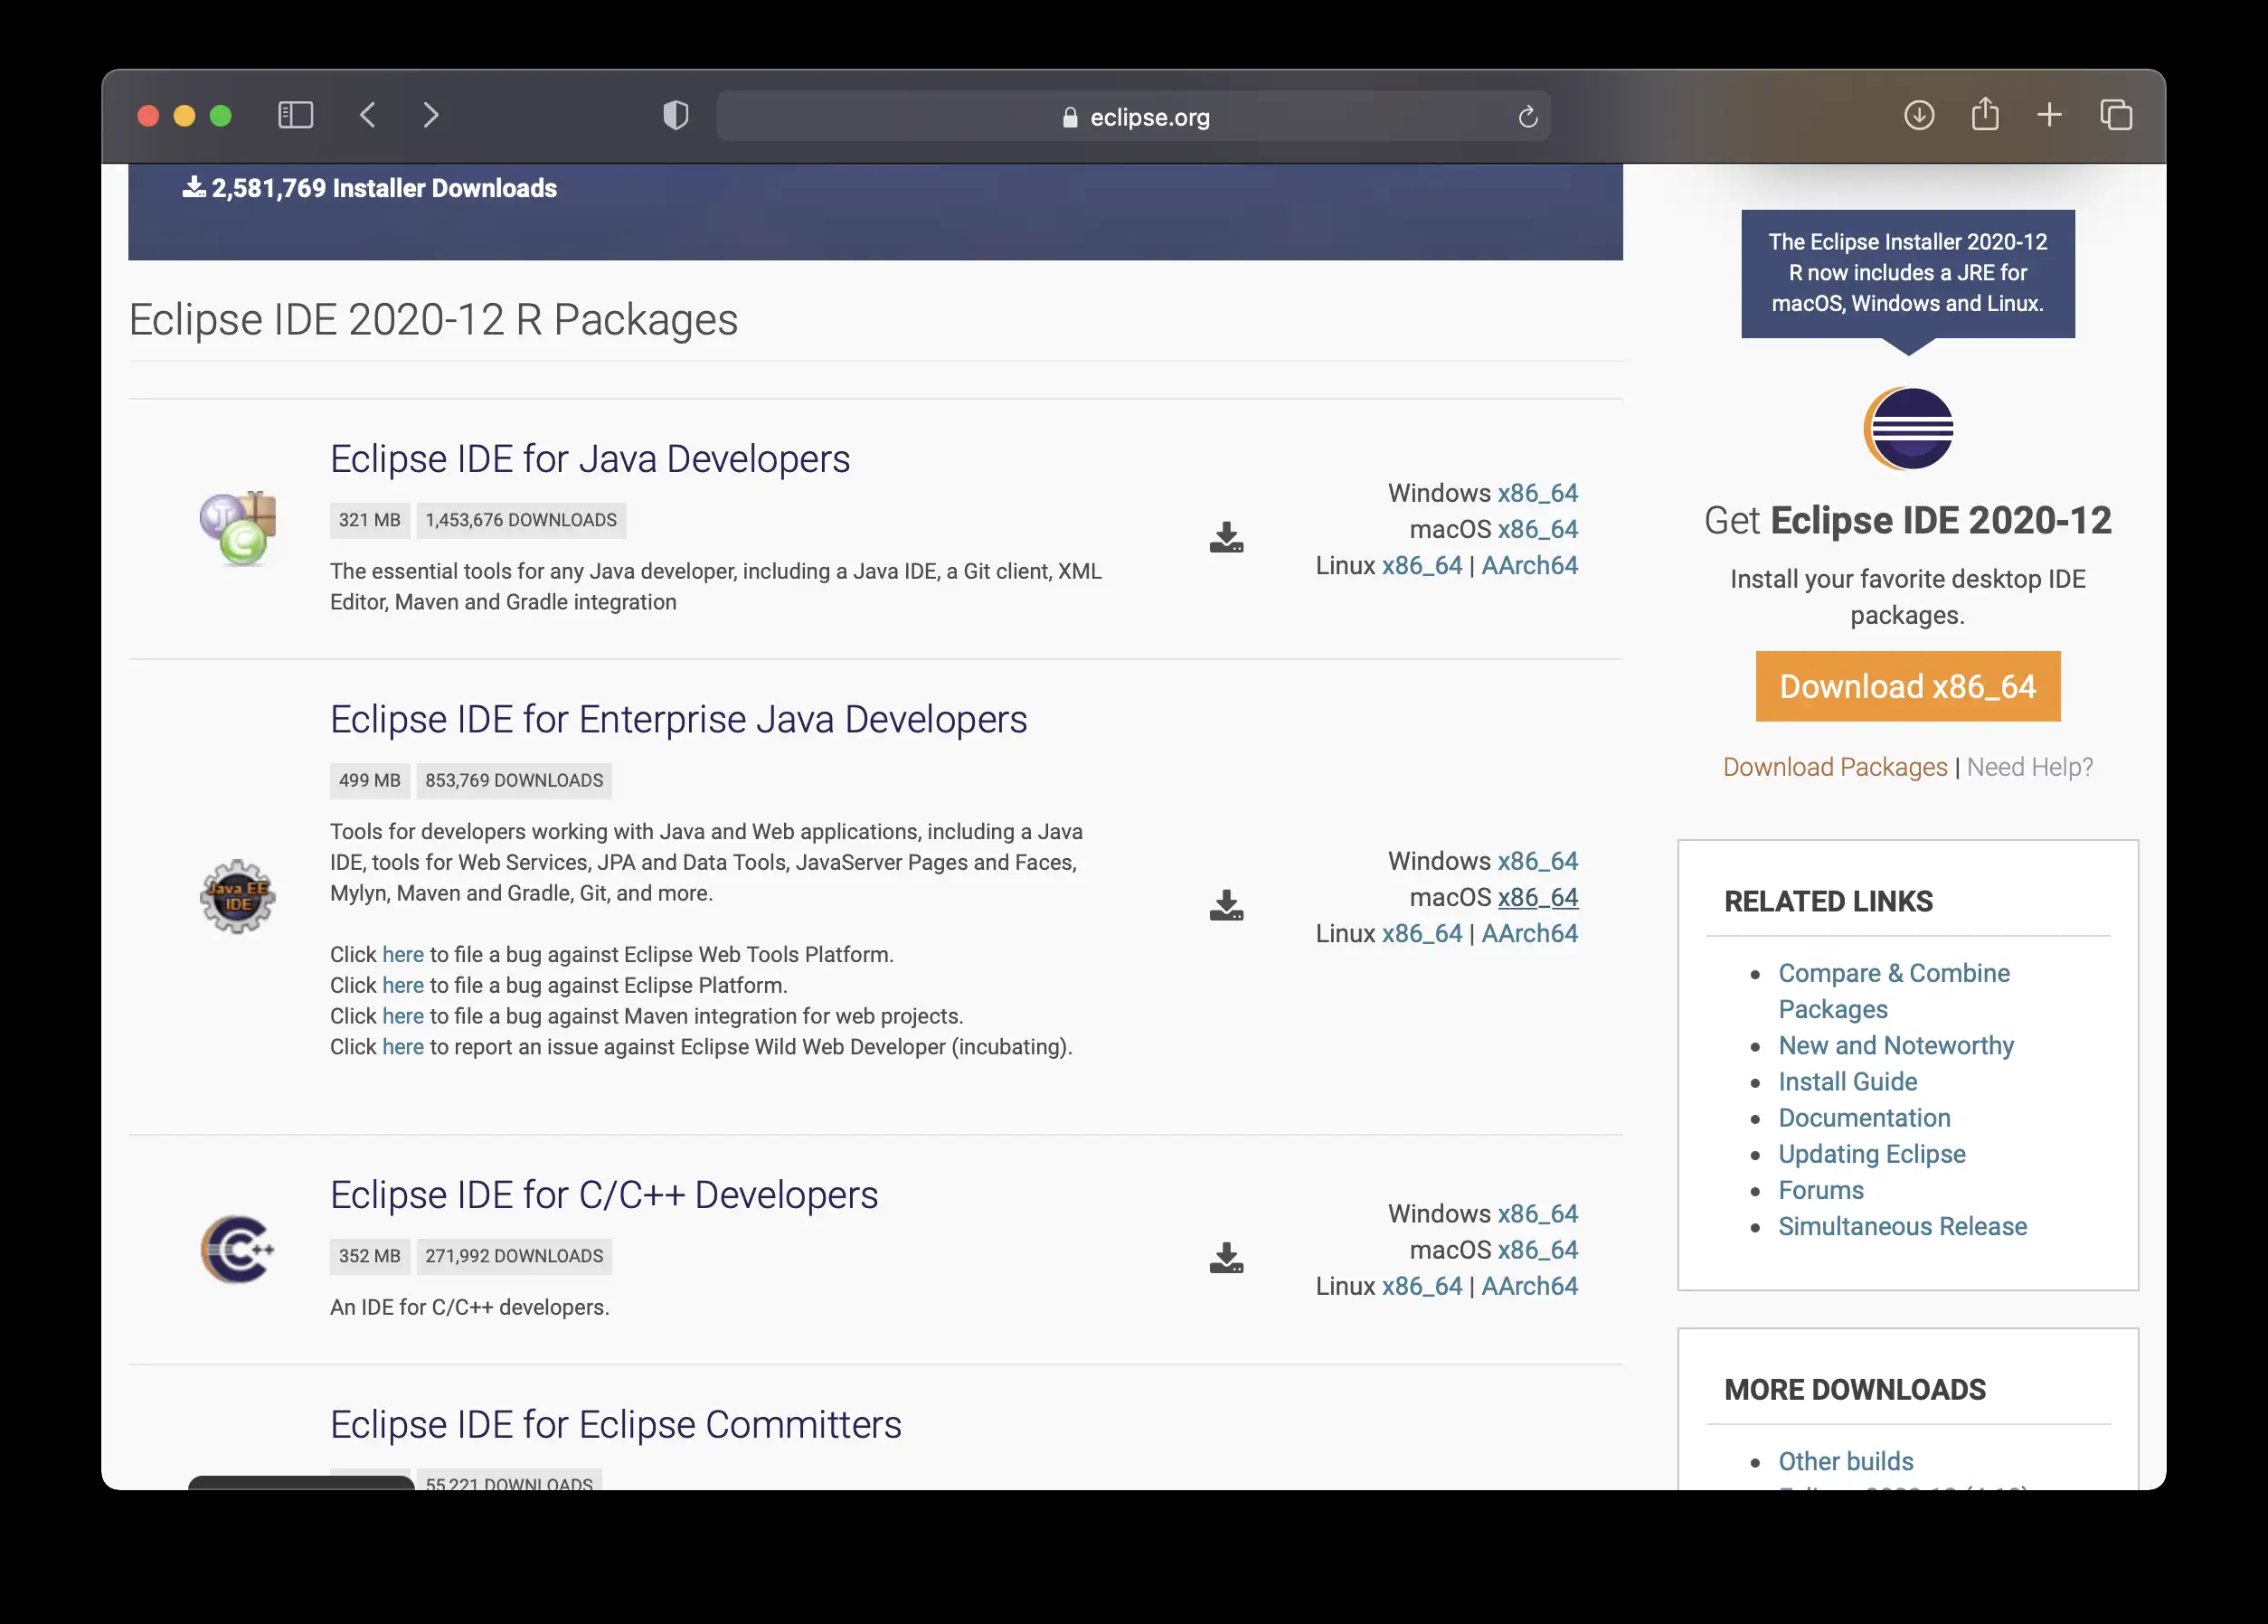 eclipse.org
2,581,769 Installer Downloads
Eclipse IDE 2020-12 R Packages
Eclipse IDE for Java Developers
321 MB 1,453,676 DOWNLOADS
The essential tools for any Java developer, including a Java IDE, a Git client, XML
Editor, Maven and Gradle integration
Windows x86_64
macOS x86_64
Linux x86_64 | AArch64
Eclipse IDE for Enterprise Java Developers
499 MB 853,769 DOWNLOADS
Tools for developers working with Java and Web applications, including a Java
IDE, tools for Web Services, JPA and Data Tools, JavaServer Pages and Faces,
Mylyn, Maven and Gradle, Git, and more.
Click here to file a bug against Eclipse Web Tools Platform.
Click here to file a bug against Eclipse Platform.
Click here to file a bug against Maven integration for web projects.
Click here to report an issue against Eclipse Wild Web Developer (incubating).
Java EE
IDE
Windows x86_64
macOS x86_64
Linux x86_64 | AArch64
Eclipse IDE for C/C++ Developers
352 MB 271,992 DOWNLOADS
An IDE for C/C++ developers.
C++
Windows x86_64
macOS x86_64
Linux x86_64 | AArch64
Eclipse IDE for Eclipse Committers
55,221 DOWNLOADS
The Eclipse Installer 2020-12
R now includes a JRE for
macOS, Windows and Linux.
Get Eclipse IDE 2020-12
Install your favorite desktop IDE
packages.
Download x86_64
Download Packages | Need Help?
RELATED LINKS
Compare & Combine
Packages
New and Noteworthy
Install Guide
Documentation
Updating Eclipse
Forums
Simultaneous Release
MORE DOWNLOADS
Other builds